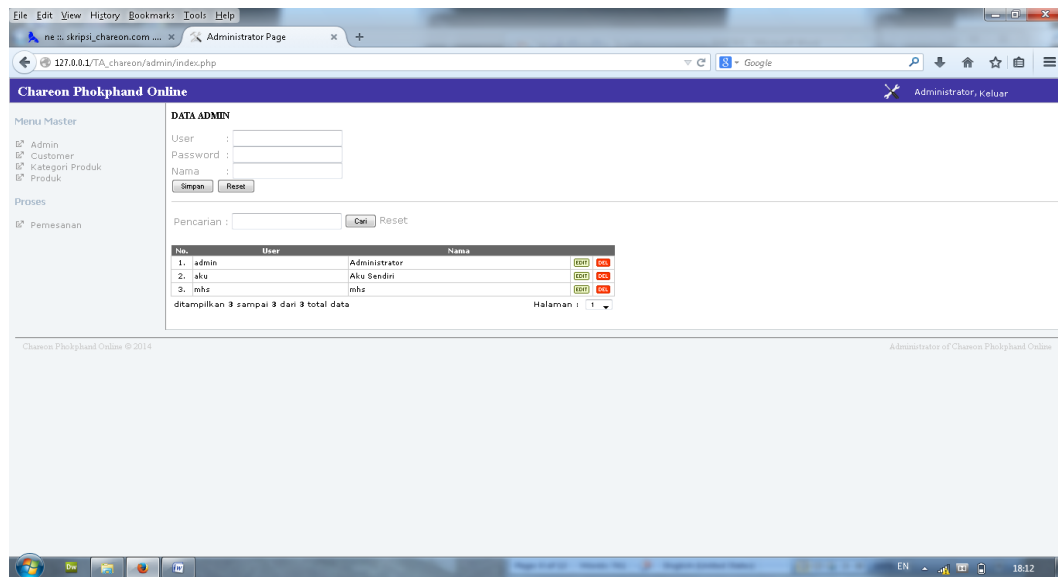 File Edit View History Bookmarks Tools Help
ne ::. skripsi_chareon.com .... × Administrator Page × +
127.0.0.1/TA_chareon/admin/index.php Google
Chareon Phokphand Online Administrator, Keluar
Menu Master
Admin
Customer
Kategori Produk
Produk
Proses
Pemesanan
DATA ADMIN
User :
Password :
Nama :
Simpan Reset
Pencarian : Cari Reset
No. User Nama
1. admin Administrator EDIT DEL
2. aku Aku Sendiri EDIT DEL
3. mhs mhs EDIT DEL
ditampilkan 3 sampai 3 dari 3 total data Halaman : 1
Chareon Phokphand Online © 2014 Administrator of Chareon Phokphand Online
Dw W EN 18:12